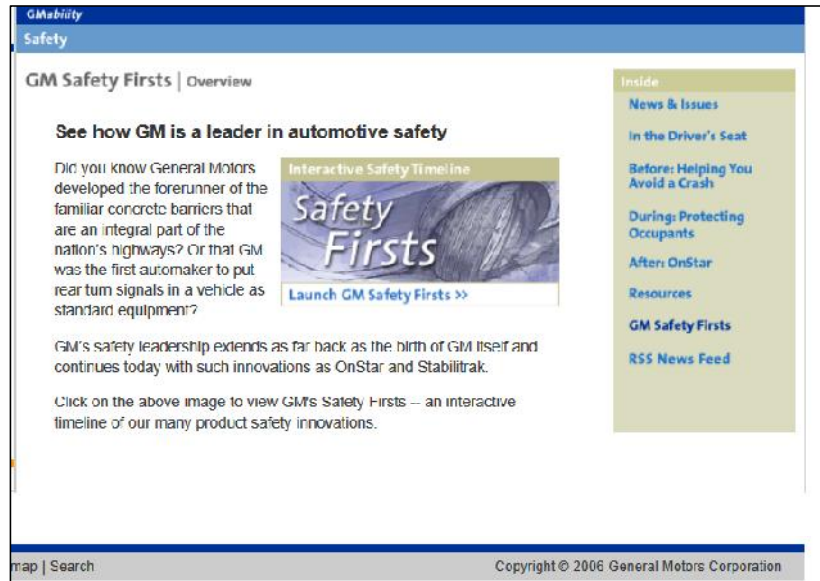 GMability
Safety
GM Safety Firsts | Overview
See how GM is a leader in automotive safety
Did you know General Motors
developed the forerunner of the
familiar concrete barriers that
are an integral part of the
nation's highways? Or that GM
was the first automaker to put
rear turn signals in a vehicle as
standard equipment?
Interactive Safety Timeline
Safety
Firsts
Launch GM Safety Firsts >>
GM's safety leadership extends as far back as the birth of GM itself and
continues today with such innovations as OnStar and Stabilitrak.
Click on the above image to view GM's Safety Firsts -- an interactive
timeline of our many product safety innovations.
Inside
News & Issues
In the Driver's Seat
Before: Helping You
Avoid a Crash
During: Protecting
Occupants
After: OnStar
Resources
GM Safety Firsts
RSS News Feed
map | Search
Copyright © 2006 General Motors Corporation